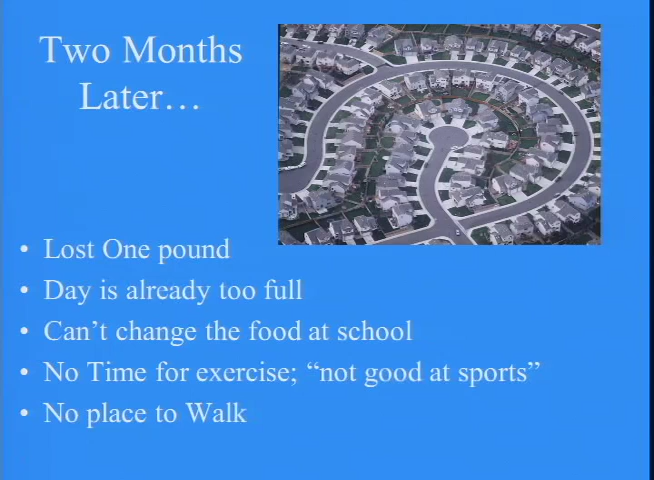 Two Months
Later…
• Lost One pound
• Day is already too full
• Can’t change the food at school
• No Time for exercise; “not good at sports”
• No place to Walk